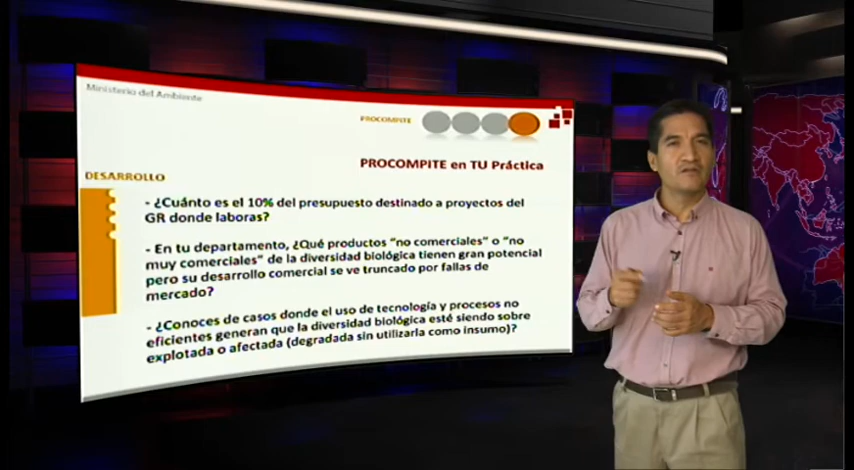 Ministerio del Ambiente
PROCOMPITE
PROCOMPITE en TU Práctica
DESARROLLO
- ¿Cuánto es el 10% del presupuesto destinado a proyectos del
GR donde laboras?
- En tu departamento, ¿Qué productos "no comerciales" o "no
muy comerciales" de la diversidad biológica tienen gran potencial
pero su desarrollo comercial se ve truncado por fallas de
mercado?
- ¿Conoces de casos donde el uso de tecnología y procesos no
eficientes generan que la diversidad biológica esté siendo sobre
explotada o afectada (degradada sin utilizarla como insumo)?